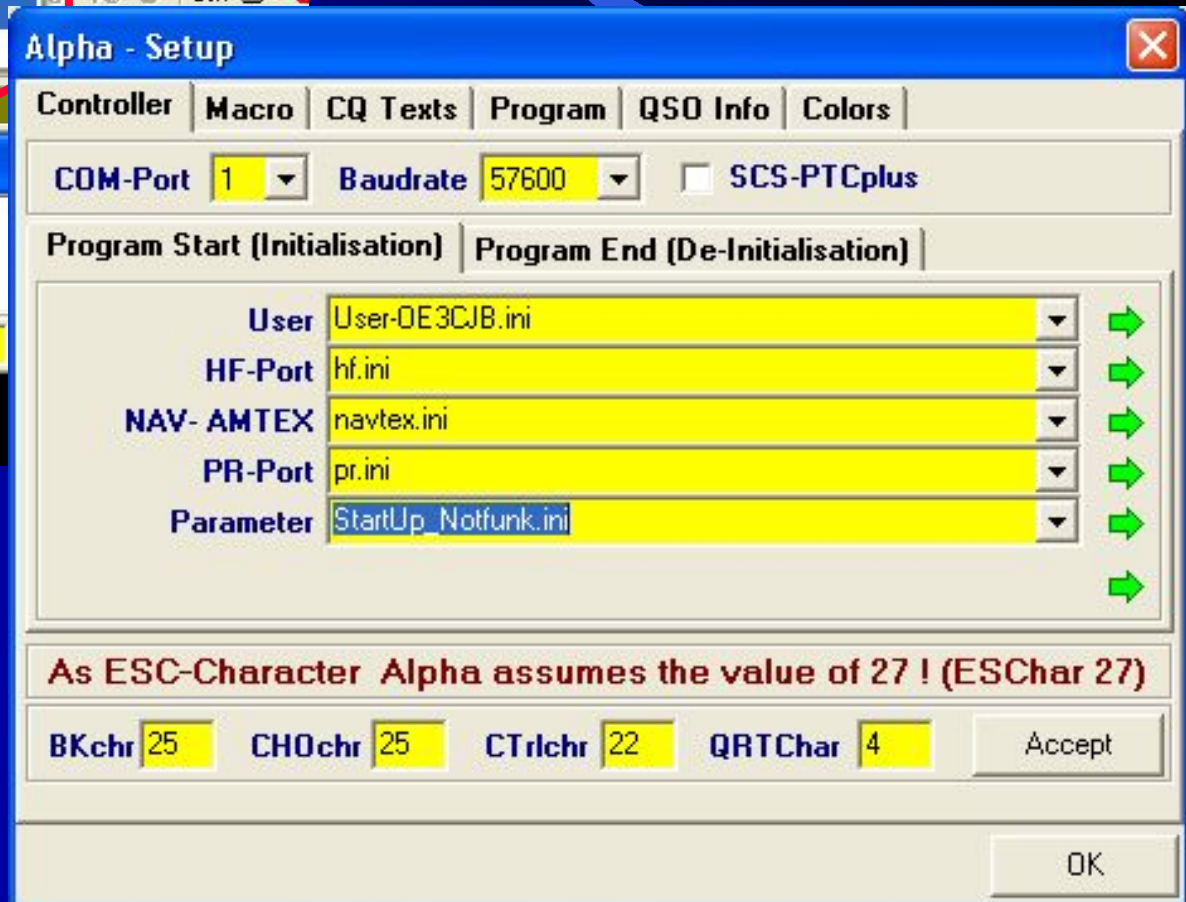 Alpha - Setup
Controller Macro CQ Texts Program QSO Info Colors
COM-Port 1 Baudrate 57600 SCS-PTCplus
Program Start (Initialisation) Program End (De-Initialisation)
User User-OE3CJB.ini
HF-Port hf.ini
NAV- AMTEX navtex.ini
PR-Port pr.ini
Parameter StartUp_Notfunk.ini
As ESC-Character Alpha assumes the value of 27 ! (ESChar 27)
BKchr 25 CHOchr 25 CTrlchr 22 QRTChar 4 Accept
OK